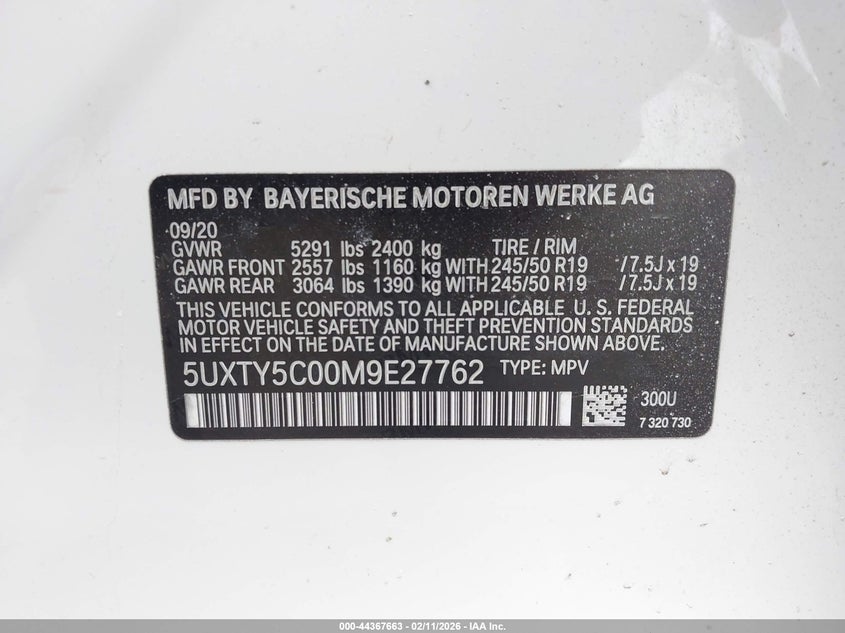 MFD BY BAYERISCHE MOTOREN WERKE AG
09/20
GVWR 5291 lbs 2400 kg TIRE / RIM
GAWR FRONT 2557 lbs 1160 kg WITH 245/50 R19 /7.5J x 19
GAWR REAR 3064 lbs 1390 kg WITH 245/50 R19 /7.5J x 19
THIS VEHICLE CONFORMS TO ALL APPLICABLE U. S. FEDERAL
MOTOR VEHICLE SAFETY AND THEFT PREVENTION STANDARDS
IN EFFECT ON THE DATE OF MANUFACTURE SHOWN ABOVE.
5UXTY5C00M9E27762 TYPE: MPV
300U
7 320 730
000-44367663 - 02/11/2026 - IAA Inc.